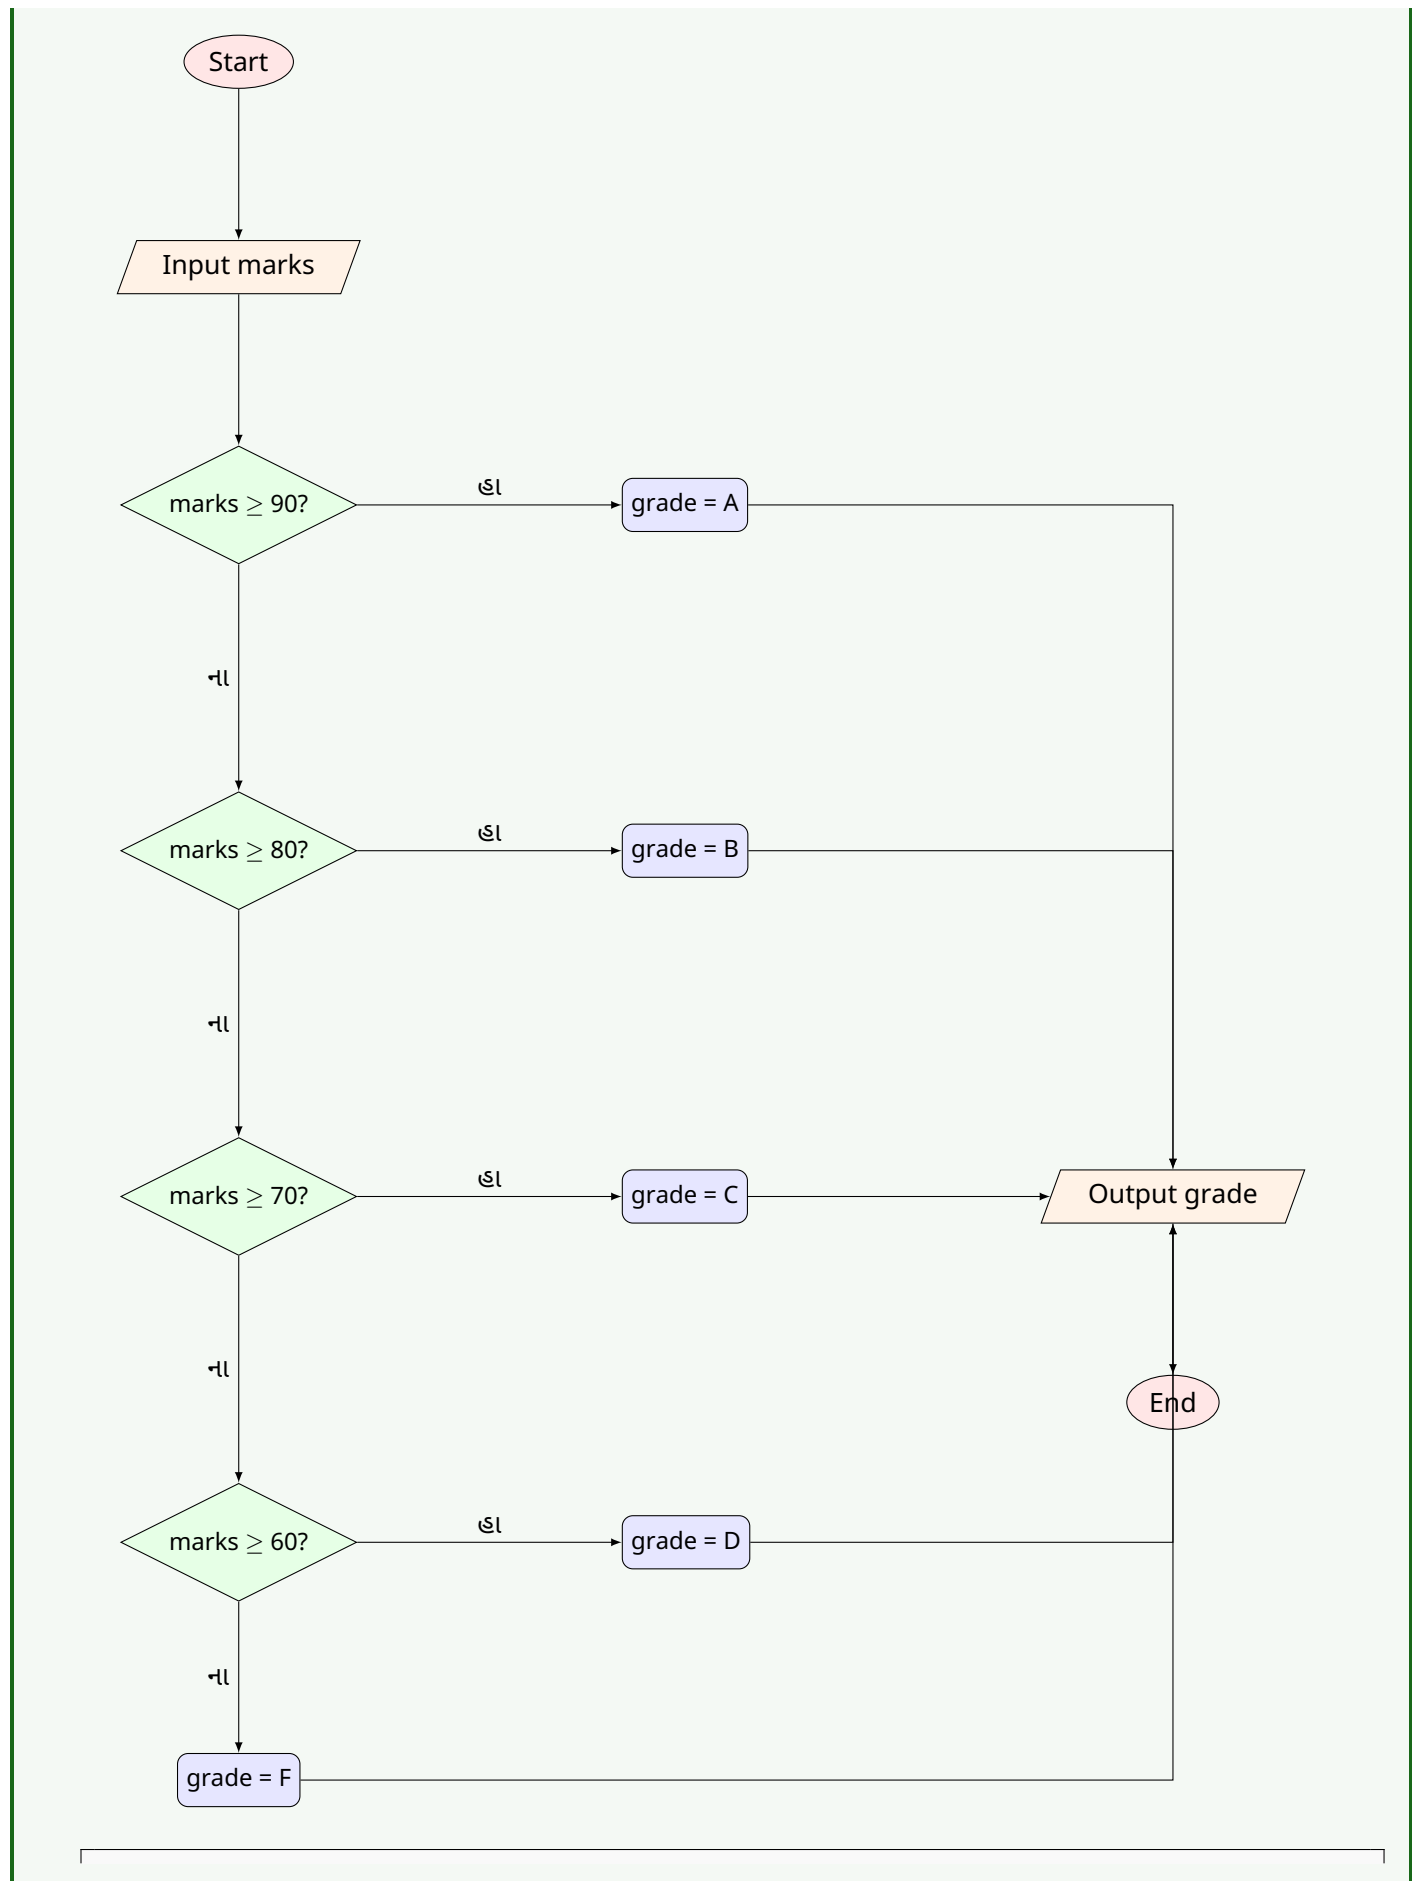 Start
Input marks
marks ≥ 90?
હા
grade = A
ના
marks ≥ 80?
હા
grade = B
ના
marks ≥ 70?
હા
grade = C
Output grade
ના
End
marks ≥ 60?
હા
grade = D
ના
grade = F